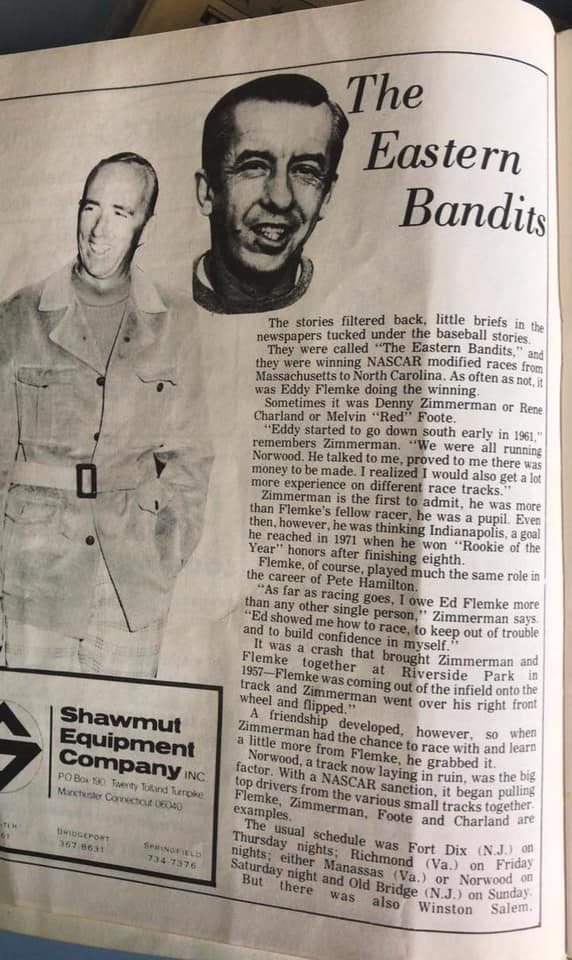 The
Eastern
Bandits
The stories filtered back, little briefs in the
newspapers tucked under the baseball stories.
They were called "The Eastern Bandits," and
they were winning NASCAR modified races from
Massachusetts to North Carolina. As often as not, it
was Eddy Flemke doing the winning.
Sometimes it was Denny Zimmerman or Rene
Charland or Melvin "Red" Foote.
"Eddy started to go down south early in 1961,"
remembers Zimmerman. "We were all running
Norwood. He talked to me, proved to me there was
money to be made. I realized I would also get a lot
more experience on different race tracks."
Zimmerman is the first to admit, he was more
than Flemke's fellow racer, he was a pupil. Even
then, however, he was thinking Indianapolis, a goal
he reached in 1971 when he won "Rookie of the
Year" honors after finishing eighth.
Flemke, of course, played much the same role in
the career of Pete Hamilton.
"As far as racing goes, I owe Ed Flemke more
than any other single person," Zimmerman says.
"Ed showed me how to race, to keep out of trouble
and to build confidence in myself."
It was a crash that brought Zimmerman and
Flemke together at Riverside Park in
1957—Flemke was coming out of the infield onto the
track and Zimmerman went over his right front
wheel and flipped."
A friendship developed, however, so when
Zimmerman had the chance to race with and learn
a little more from Flemke, he grabbed it.
Norwood, a track now laying in ruin, was the big
factor. With a NASCAR sanction, it began pulling
top drivers from the various small tracks together.
Flemke, Zimmerman, Foote and Charland are
examples.
The usual schedule was Fort Dix (N.J.) on
Thursday nights; Richmond (Va.) on Friday
nights; either Manassas (Va.) or Norwood on
Saturday night and Old Bridge (N.J.) on Sunday.
But there was also Winston Salem.
Shawmut
Equipment
Company INC
PO Box 190 Twenty Tolland Turnpike
Manchester Connecticut 06040
BRIDGEPORT
367-8631
SPRINGFIELD
734-7376